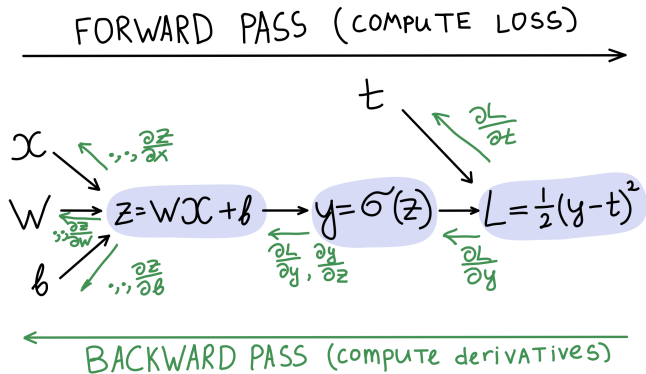 FORWARD PASS (COMPUTE LOSS)
t
∂L/∂t
x
.,., ∂z/∂x
W
.,., ∂z/∂w
z=Wx+b
y=σ(z)
L=½(y-t)²
b
.,., ∂z/∂b
∂L/∂y, ∂y/∂z
∂L/∂y
BACKWARD PASS (COMPUTE derivatives)